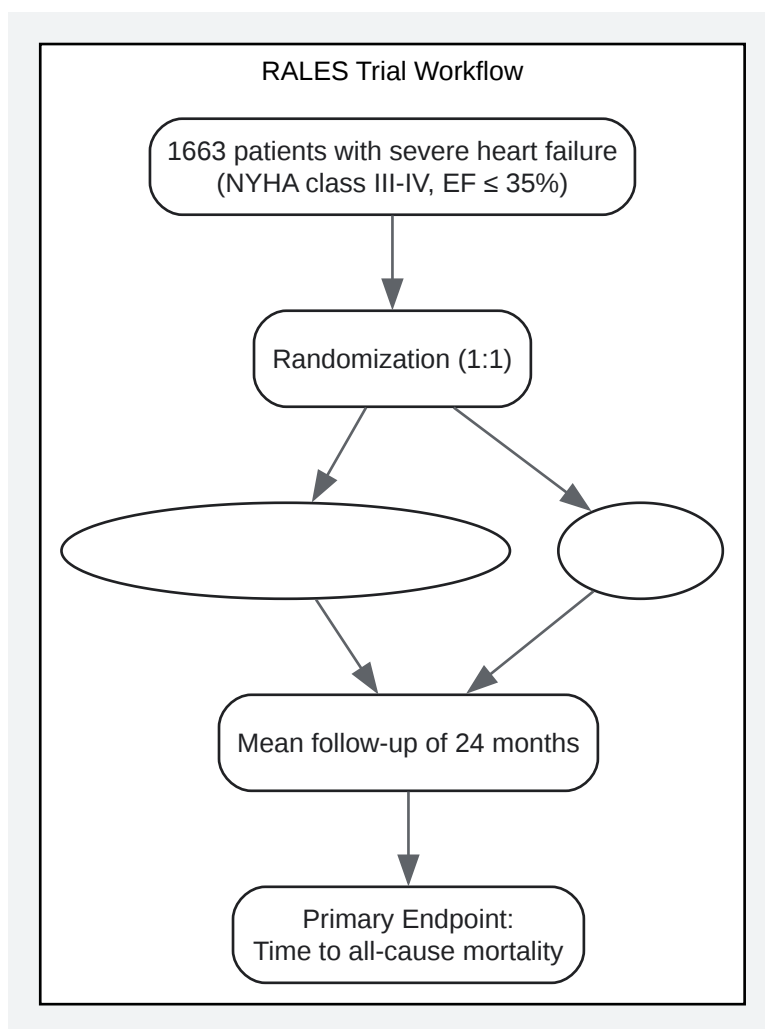 RALES Trial Workflow
1663 patients with severe heart failure
(NYHA class III-IV, EF ≤ 35%)
Randomization (1:1)
Mean follow-up of 24 months
Primary Endpoint:
Time to all-cause mortality